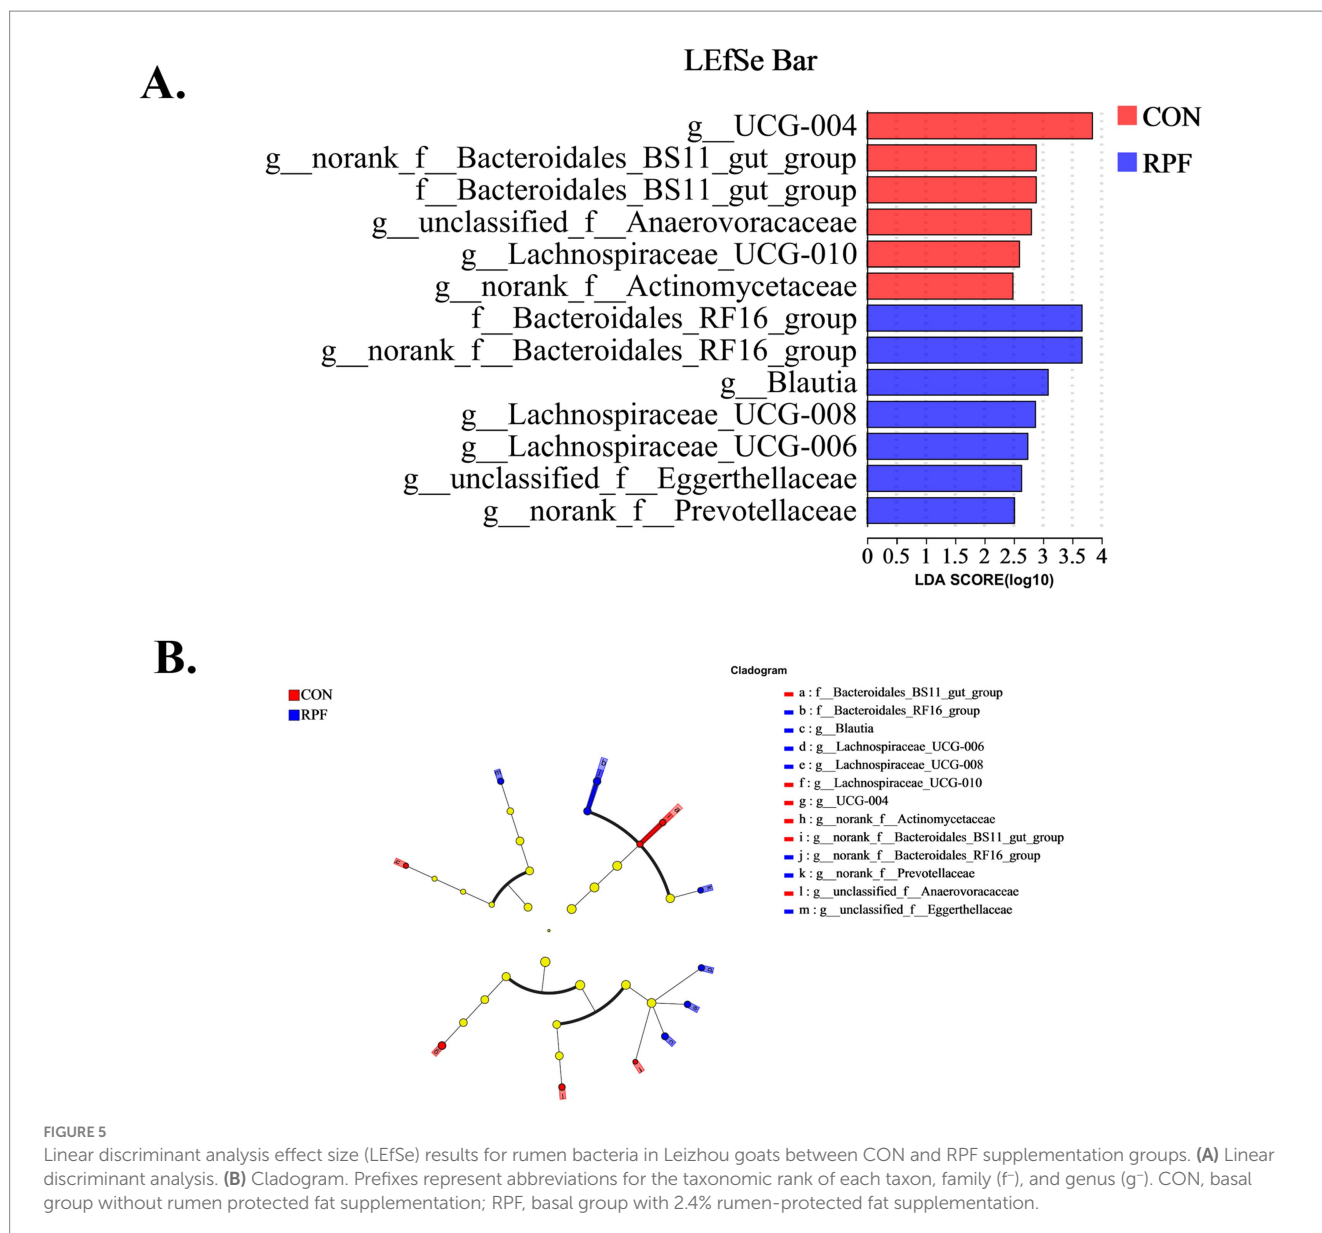 A.
LEfSe Bar
CON
RPF
g__UCG-004
g__norank_f__Bacteroidales_BS11_gut_group
f__Bacteroidales_BS11_gut_group
g__unclassified_f__Anaerovoracaceae
g__Lachnospiraceae_UCG-010
g__norank_f__Actinomycetaceae
f__Bacteroidales_RF16_group
g__norank_f__Bacteroidales_RF16_group
g__Blautia
g__Lachnospiraceae_UCG-008
g__Lachnospiraceae_UCG-006
g__unclassified_f__Eggerthellaceae
g__norank_f__Prevotellaceae
0 0.5 1 1.5 2 2.5 3 3.5 4
LDA SCORE(log10)
B.
CON
RPF
Cladogram
a : f__Bacteroidales_BS11_gut_group
b : f__Bacteroidales_RF16_group
c : g__Blautia
d : g__Lachnospiraceae_UCG-006
e : g__Lachnospiraceae_UCG-008
f : g__Lachnospiraceae_UCG-010
g : g__UCG-004
h : g__norank_f__Actinomycetaceae
i : g__norank_f__Bacteroidales_BS11_gut_group
j : g__norank_f__Bacteroidales_RF16_group
k : g__norank_f__Prevotellaceae
l : g__unclassified_f__Anaerovoracaceae
m : g__unclassified_f__Eggerthellaceae
FIGURE 5
Linear discriminant analysis effect size (LEfSe) results for rumen bacteria in Leizhou goats between CON and RPF supplementation groups. (A) Linear
discriminant analysis. (B) Cladogram. Prefixes represent abbreviations for the taxonomic rank of each taxon, family (f⁻), and genus (g⁻). CON, basal
group without rumen protected fat supplementation; RPF, basal group with 2.4% rumen-protected fat supplementation.